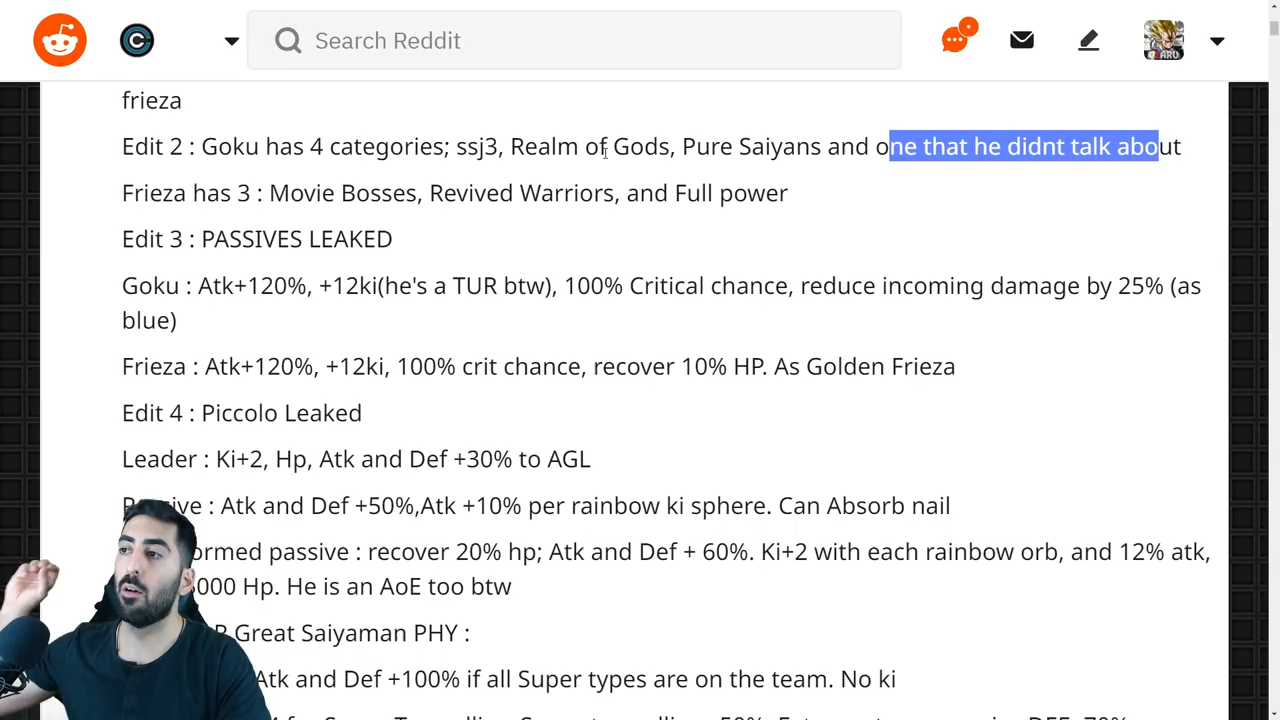 Search Reddit
frieza
Edit 2 : Goku has 4 categories; ssj3, Realm of Gods, Pure Saiyans and one that he didnt talk about
Frieza has 3 : Movie Bosses, Revived Warriors, and Full power
Edit 3 : PASSIVES LEAKED
Goku : Atk+120%, +12ki(he's a TUR btw), 100% Critical chance, reduce incoming damage by 25% (as
blue)
Frieza : Atk+120%, +12ki, 100% crit chance, recover 10% HP. As Golden Frieza
Edit 4 : Piccolo Leaked
Leader : Ki+2, Hp, Atk and Def +30% to AGL
Passive : Atk and Def +50%,Atk +10% per rainbow ki sphere. Can Absorb nail
ormed passive : recover 20% hp; Atk and Def + 60%. Ki+2 with each rainbow orb, and 12% atk,
000 Hp. He is an AoE too btw
R Great Saiyaman PHY :
Atk and Def +100% if all Super types are on the team. No ki